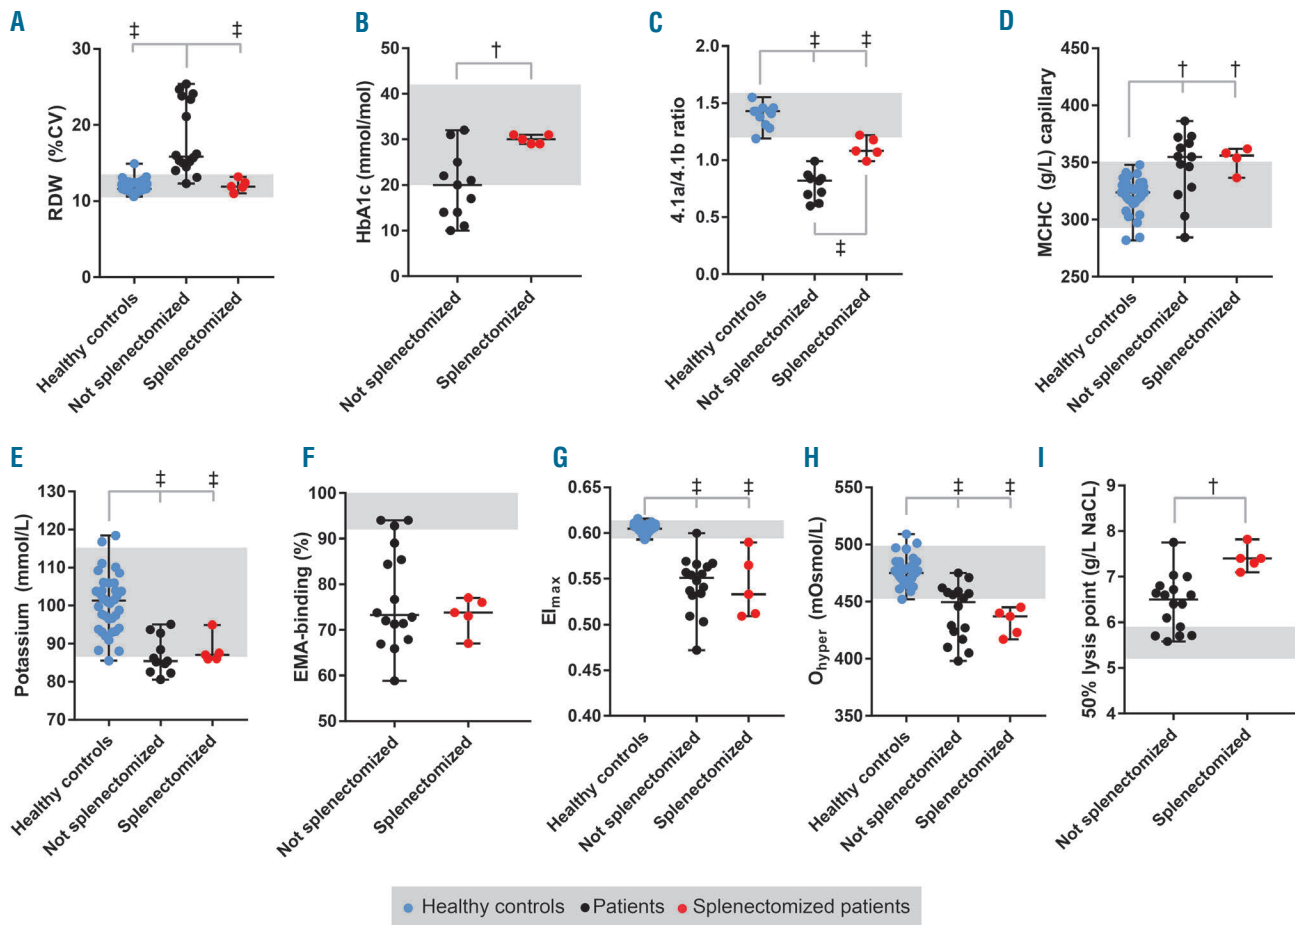 A
‡ ‡
RDW (%CV)
30
20
10
0
Healthy controls
Not splenectomized
Splenectomized
B
†
HbA1c (mmol/mol)
50
40
30
20
10
0
Not splenectomized
Splenectomized
C
‡ ‡
4.1a/4.1b ratio
2.0
1.5
1.0
0.5
0.0
‡
Healthy controls
Not splenectomized
Splenectomized
D
† †
MCHC (g/L) capillary
450
400
350
300
250
Healthy controls
Not splenectomized
Splenectomized
E
‡ ‡
Potassium (mmol/L)
130
120
110
100
90
80
70
Healthy controls
Not splenectomized
Splenectomized
F
EMA-binding (%)
100
90
80
70
60
50
Not splenectomized
Splenectomized
G
‡ ‡
EImax
0.65
0.60
0.55
0.50
0.45
0.40
Healthy controls
Not splenectomized
Splenectomized
H
‡ ‡
Ohyper (mOsmol/L)
550
500
450
400
350
Healthy controls
Not splenectomized
Splenectomized
I
†
50% lysis point (g/L NaCL)
9
8
7
6
5
4
Not splenectomized
Splenectomized
Healthy controls Patients Splenectomized patients